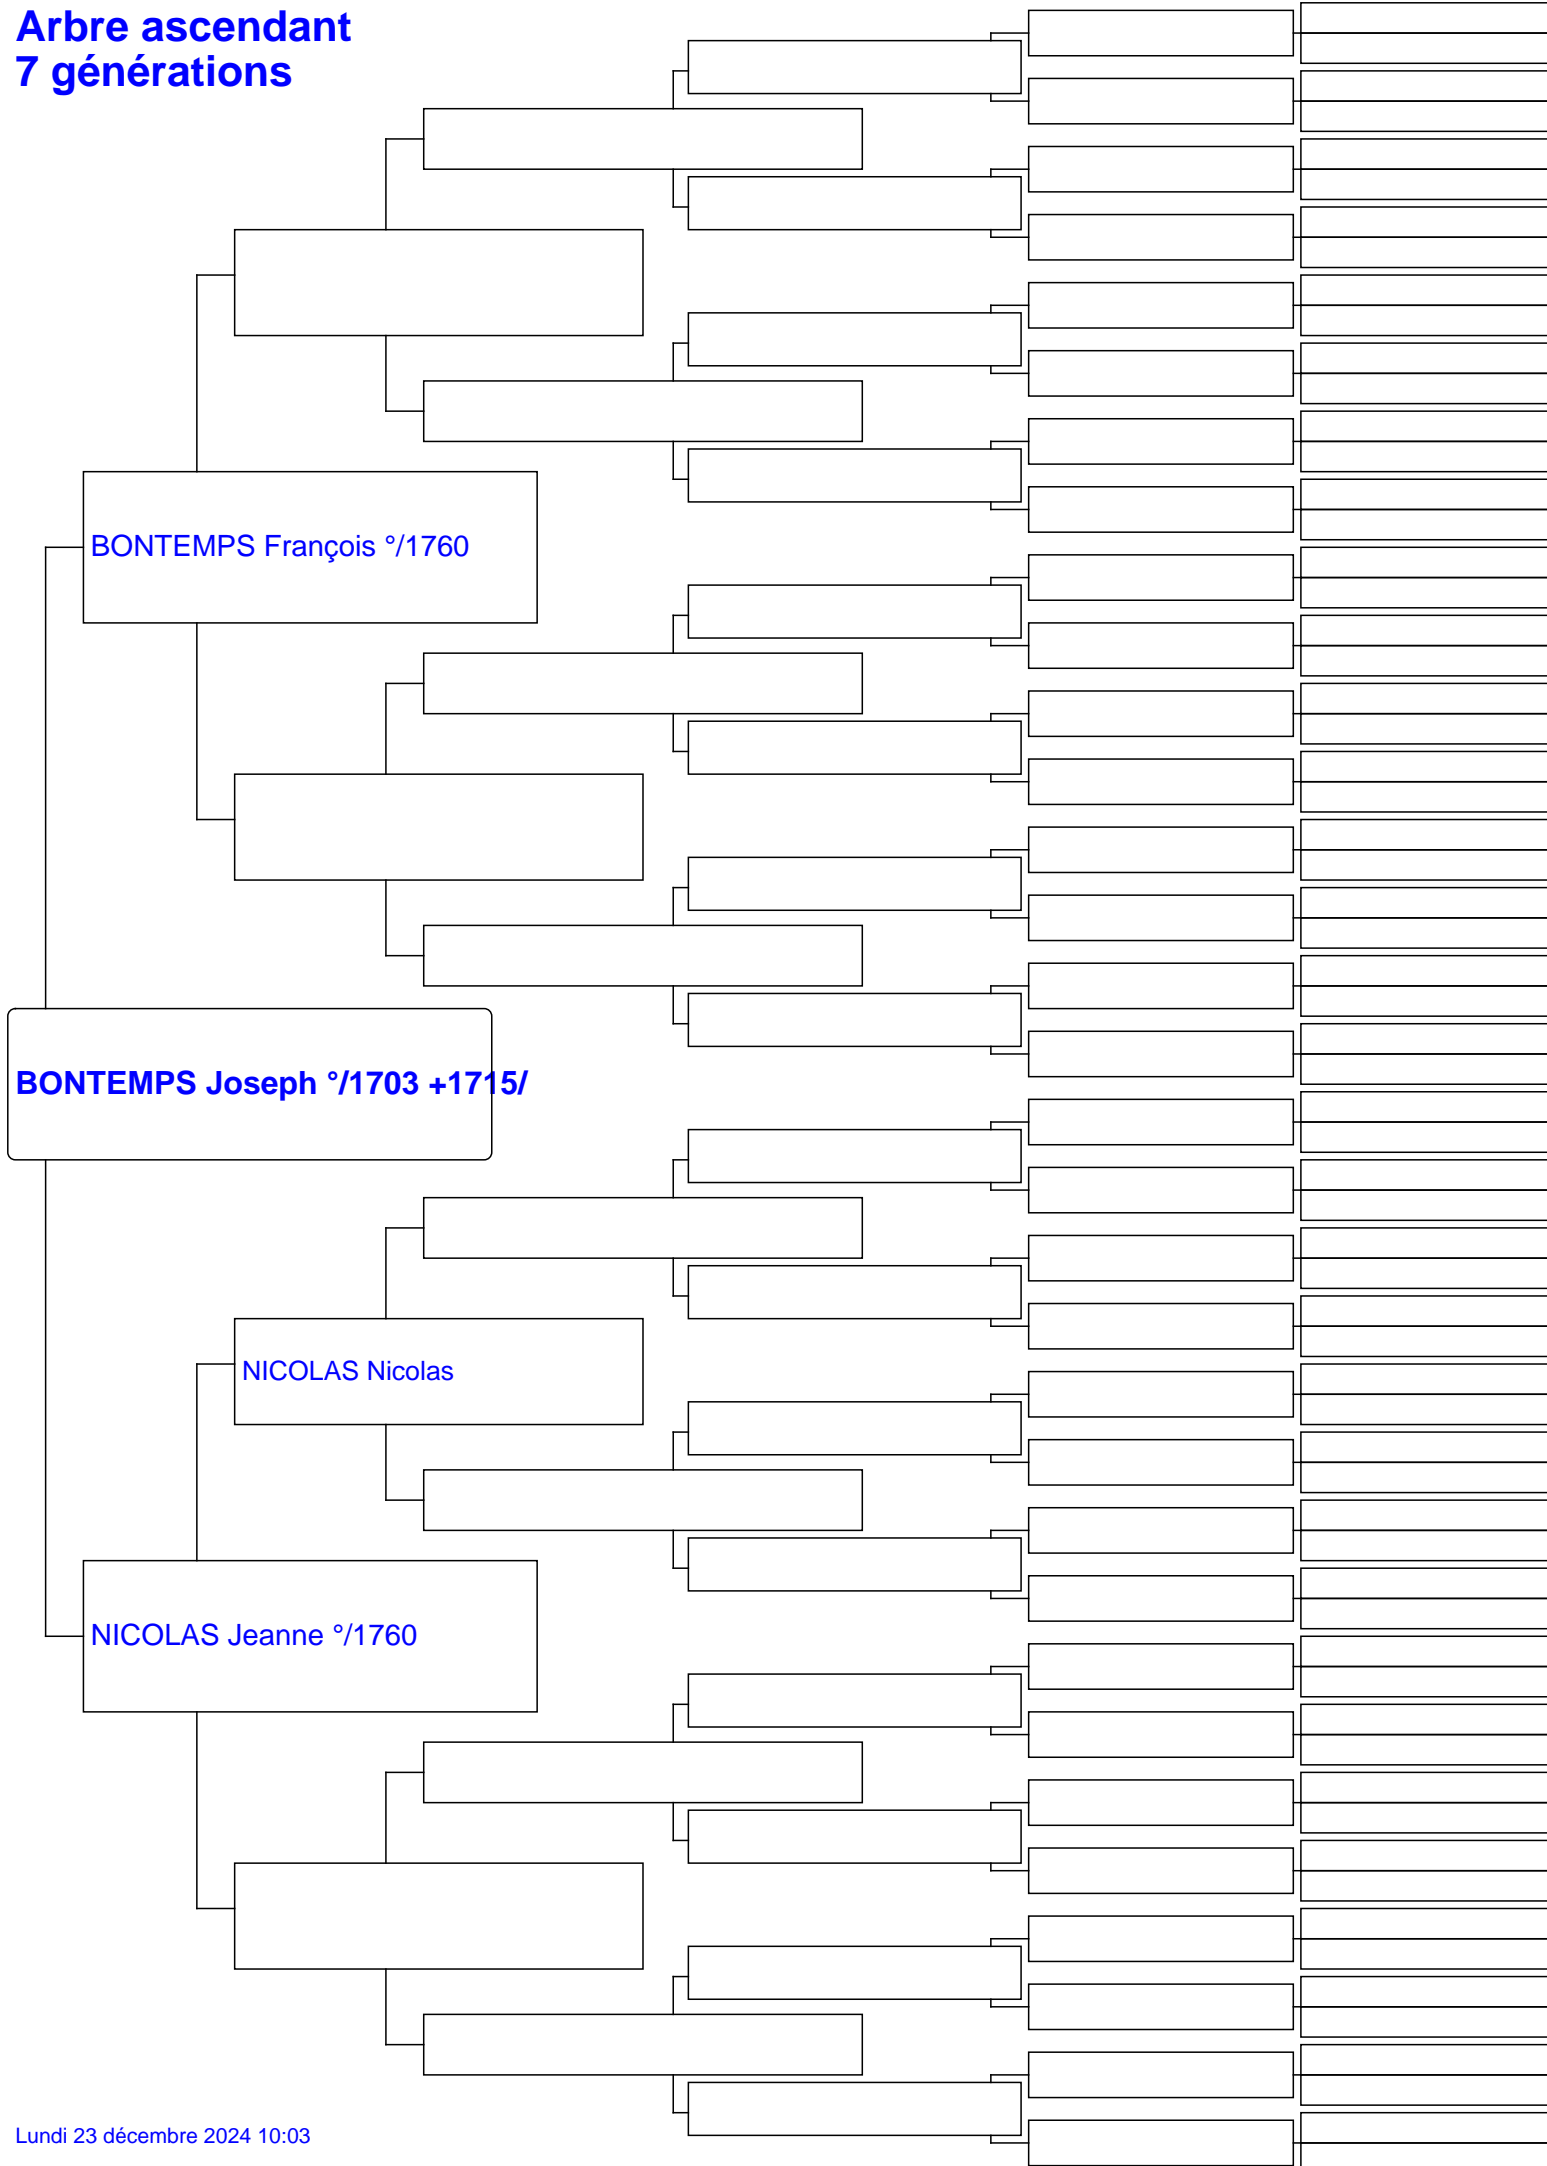 Arbre ascendant
7 générations
BONTEMPS François °/1760
BONTEMPS Joseph °/1703 +1715/
NICOLAS Nicolas
NICOLAS Jeanne °/1760
Lundi 23 décembre 2024 10:03